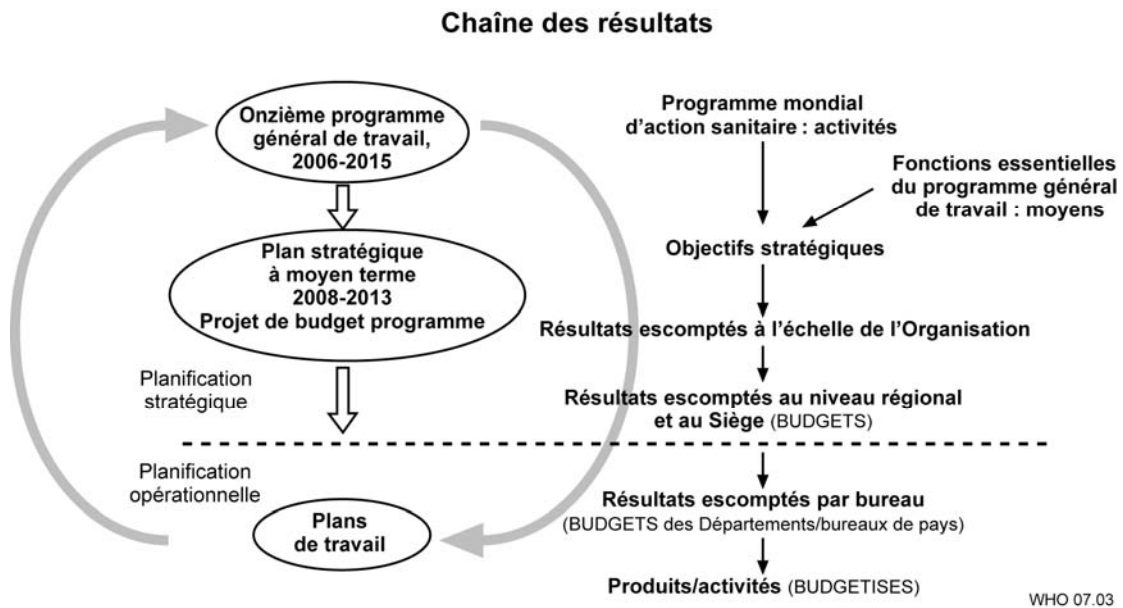 Chaîne des résultats
Onzième programme
général de travail,
2006-2015
Plan stratégique
à moyen terme
2008-2013
Projet de budget programme
Planification
stratégique
Planification
opérationnelle
Plans
de travail
Programme mondial
d'action sanitaire : activités
Fonctions essentielles
du programme général
de travail : moyens
Objectifs stratégiques
Résultats escomptés à l'échelle de l'Organisation
Résultats escomptés au niveau régional
et au Siège (BUDGETS)
Résultats escomptés par bureau
(BUDGETS des Départements/bureaux de pays)
Produits/activités (BUDGETISES)
WHO 07.03